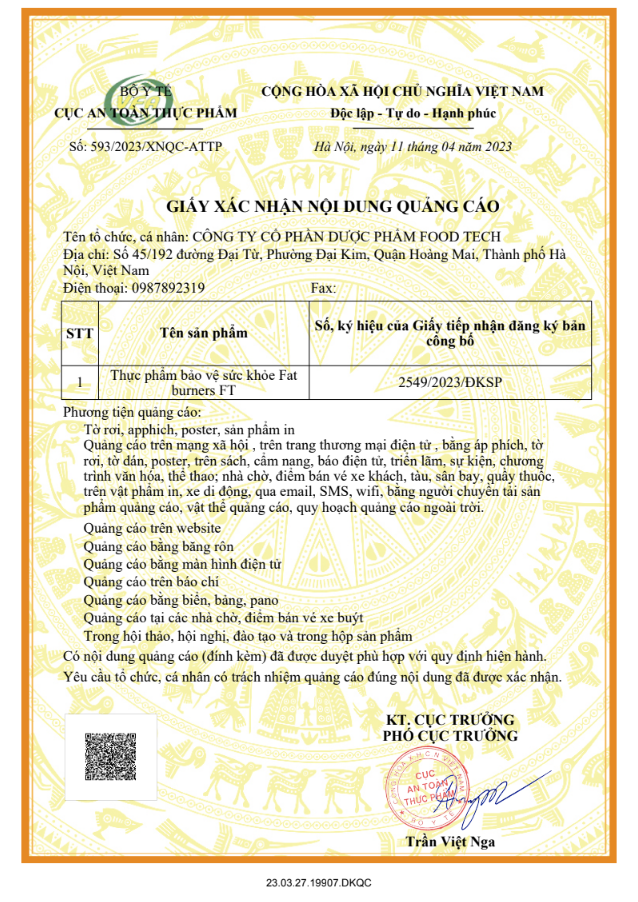 BỘ Y TẾ
CỤC AN TOÀN THỰC PHẨM
Số: 593/2023/XNQC-ATTP
CỘNG HÒA XÃ HỘI CHỦ NGHĨA VIỆT NAM
Độc lập - Tự do - Hạnh phúc
Hà Nội, ngày 11 tháng 04 năm 2023
GIẤY XÁC NHẬN NỘI DUNG QUẢNG CÁO
Tên tổ chức, cá nhân: CÔNG TY CỔ PHẦN DƯỢC PHẨM FOOD TECH
Địa chỉ: Số 45/192 đường Đại Từ, Phường Đại Kim, Quận Hoàng Mai, Thành phố Hà
Nội, Việt Nam
Điện thoại: 0987892319 Fax:
STT
Tên sản phẩm
Số, ký hiệu của Giấy tiếp nhận đăng ký bản
công bố
1
Thực phẩm bảo vệ sức khỏe Fat
burners FT
2549/2023/ĐKSP
Phương tiện quảng cáo:
Tờ rơi, apphich, poster, sản phẩm in
Quảng cáo trên mạng xã hội , trên trang thương mại điện tử , bằng áp phích, tờ
rơi, tờ dán, poster, trên sách, cẩm nang, báo điện tử, triển lãm, sự kiện, chương
trình văn hóa, thể thao; nhà chờ, điểm bán vé xe khách, tàu, sân bay, quầy thuốc,
trên vật phẩm in, xe di động, qua email, SMS, wifi, bằng người chuyển tải sản
phẩm quảng cáo, vật thể quảng cáo, quy hoạch quảng cáo ngoài trời.
Quảng cáo trên website
Quảng cáo bằng băng rôn
Quảng cáo bằng màn hình điện tử
Quảng cáo trên báo chí
Quảng cáo bằng biển, bảng, pano
Quảng cáo tại các nhà chờ, điểm bán vé xe buýt
Trong hội thảo, hội nghị, đào tạo và trong hộp sản phẩm
Có nội dung quảng cáo (đính kèm) đã được duyệt phù hợp với quy định hiện hành.
Yêu cầu tổ chức, cá nhân có trách nhiệm quảng cáo đúng nội dung đã được xác nhận.
KT. CỤC TRƯỞNG
PHÓ CỤC TRƯỞNG
CỘNG HÒA X.H.C.N VIỆT NAM
CỤC
AN TOÀN
THỰC PHẨM
BỘ Y TẾ
Trần Việt Nga
23.03.27.19907.DKQC